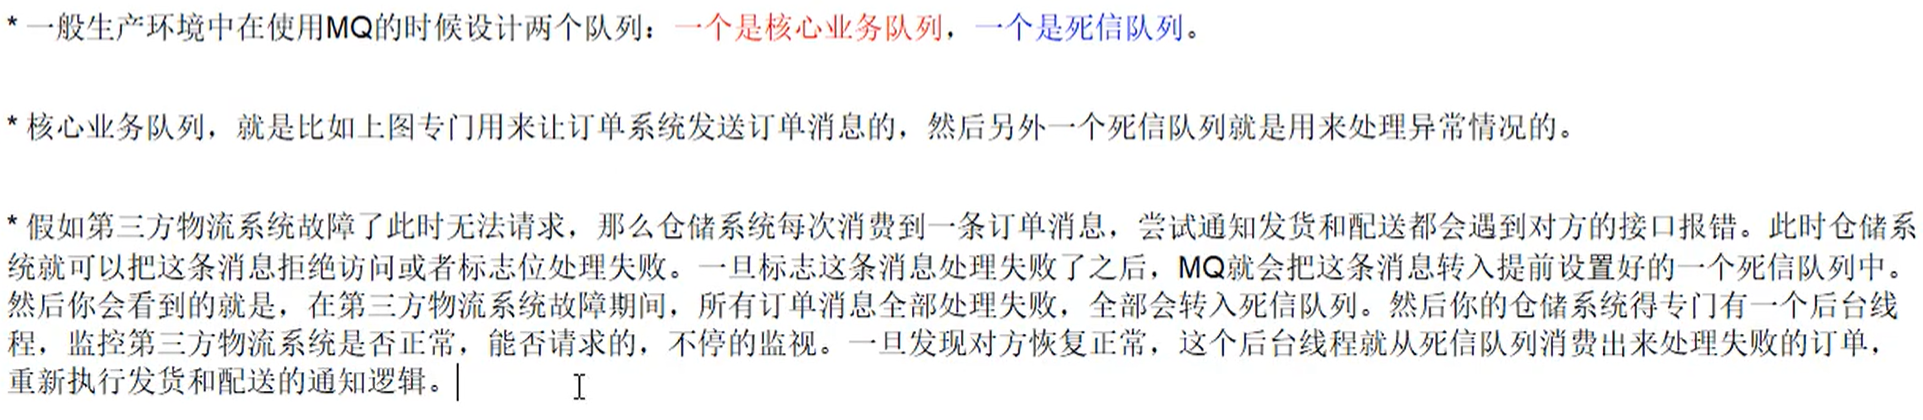 * 一般生产环境中在使用MQ的时候设计两个队列：一个是核心业务队列，一个是死信队列。
* 核心业务队列，就是比如上图专门用来让订单系统发送订单消息的，然后另外一个死信队列就是用来处理异常情况的。
* 假如第三方物流系统故障了此时无法请求，那么仓储系统每次消费到一条订单消息，尝试通知发货和配送都会遇到对方的接口报错。此时仓储系
统就可以把这条消息拒绝访问或者标志位处理失败。一旦标志这条消息处理失败了之后，MQ就会把这条消息转入提前设置好的一个死信队列中。
然后你会看到的就是，在第三方物流系统故障期间，所有订单消息全部处理失败，全部会转入死信队列。然后你的仓储系统得专门有一个后台线
程，监控第三方物流系统是否正常，能否请求的，不停的监视。一旦发现对方恢复正常，这个后台线程就从死信队列消费出来处理失败的订单，
重新执行发货和配送的通知逻辑。